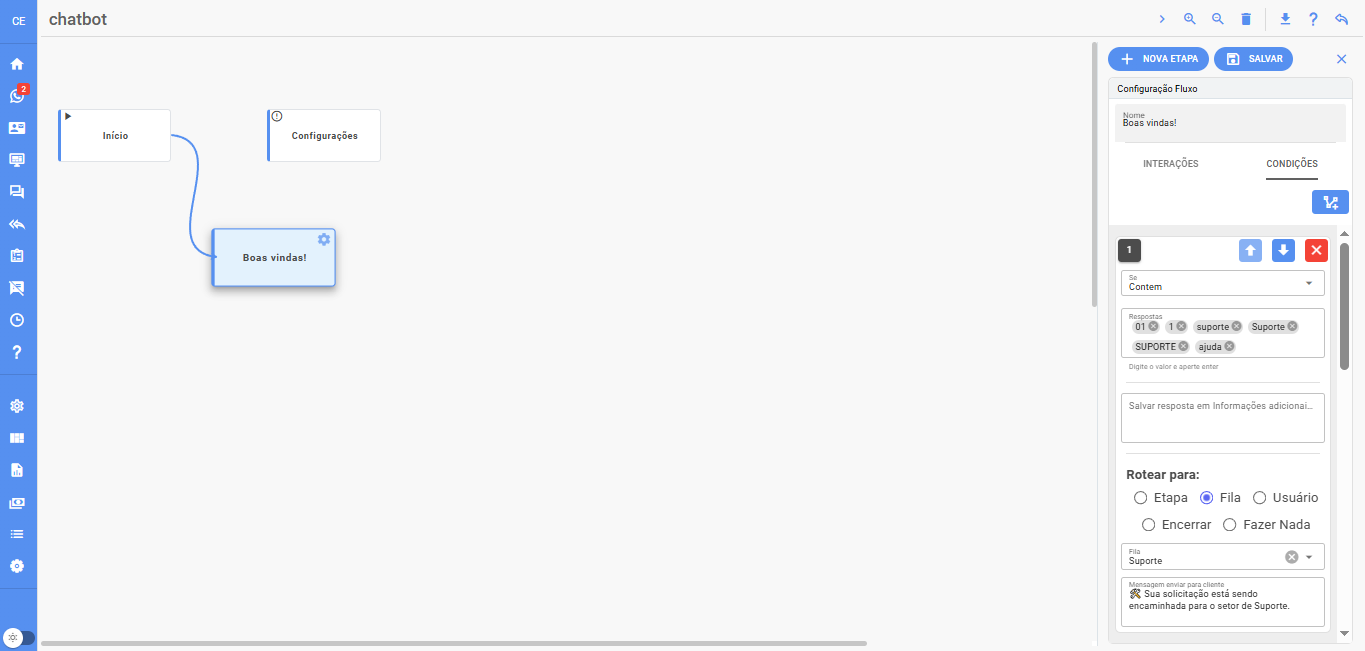 CE
chatbot
2
Início
Configurações
Boas vindas!
NOVA ETAPA
SALVAR
Configuração Fluxo
Nome
Boas vindas!
INTERAÇÕES
CONDIÇÕES
1
Se
Contem
Respostas
01 1 suporte Suporte
SUPORTE ajuda
Digite o valor e aperte enter
Salvar resposta em Informações adicionai...
Rotear para:
Etapa Fila Usuário
Encerrar Fazer Nada
Fila
Suporte
Mensagem enviar para cliente
🛠️ Sua solicitação está sendo
encaminhada para o setor de Suporte.